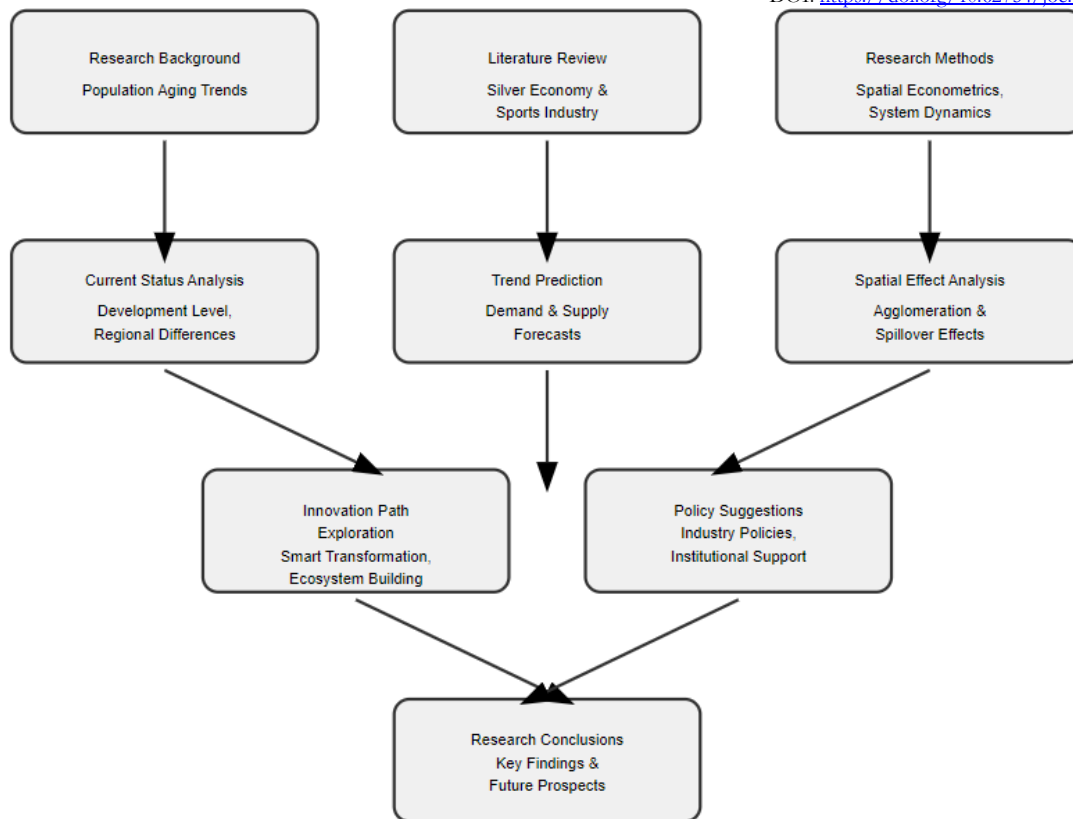 DOI:
Research Background
Population Aging Trends
Literature Review
Silver Economy &
Sports Industry
Research Methods
Spatial Econometrics,
System Dynamics
Current Status Analysis
Development Level,
Regional Differences
Trend Prediction
Demand & Supply
Forecasts
Spatial Effect Analysis
Agglomeration &
Spillover Effects
Innovation Path
Exploration
Smart Transformation,
Ecosystem Building
Policy Suggestions
Industry Policies,
Institutional Support
Research Conclusions
Key Findings &
Future Prospects